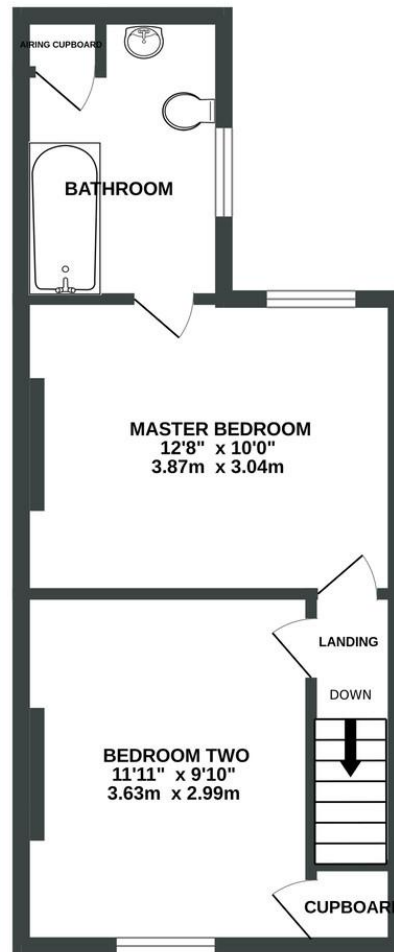 AIRING CUPBOARD
BATHROOM
MASTER BEDROOM
12'8" x 10'0"
3.87m x 3.04m
LANDING
DOWN
BEDROOM TWO
11'11" x 9'10"
3.63m x 2.99m
CUPBOARD